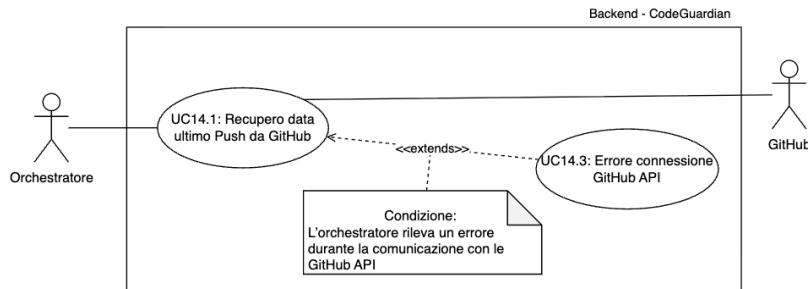 Backend - CodeGuardian
UC14.1: Recupero data
ultimo Push da GitHub
<<extends>>
UC14.3: Errore connessione
GitHub API
Orchestratore
GitHub
Condizione:
L'orchestratore rileva un errore
durante la comunicazione con le
GitHub API